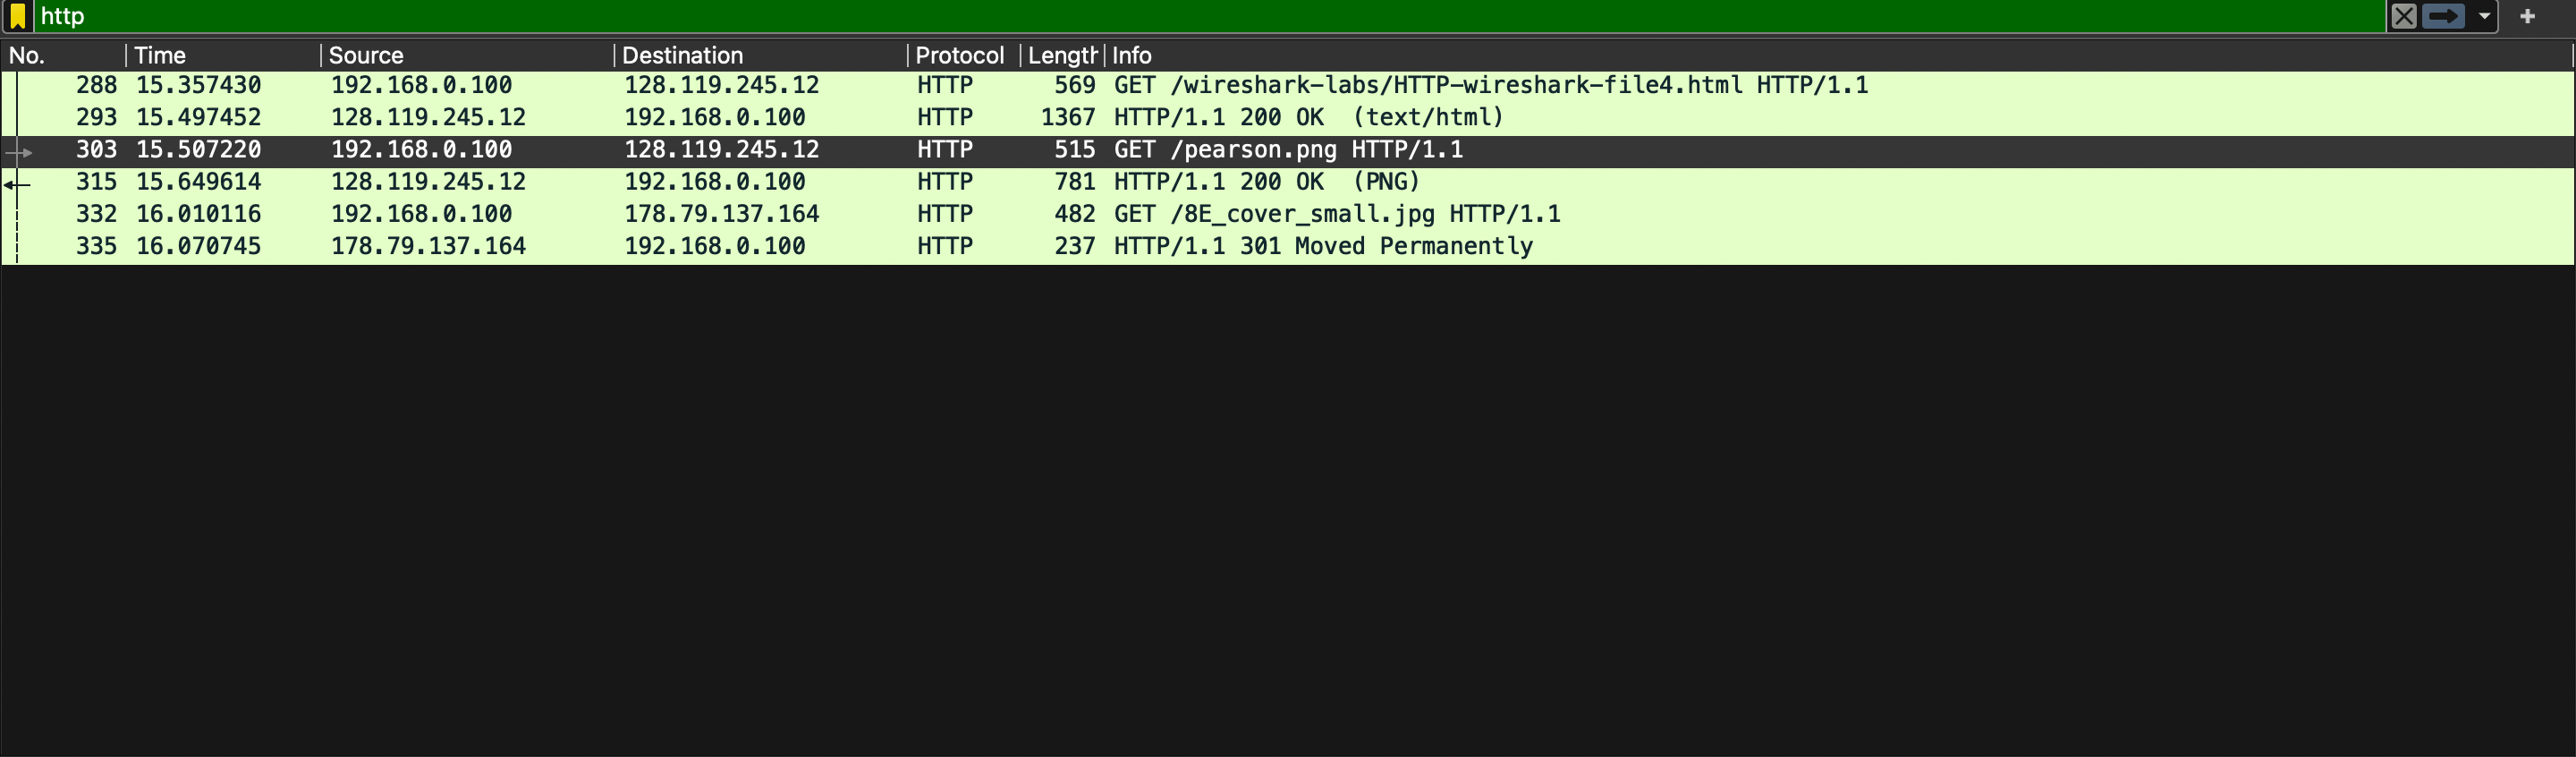 http
No. Time Source Destination Protocol Length Info
288 15.357430 192.168.0.100 128.119.245.12 HTTP 569 GET /wireshark-labs/HTTP-wireshark-file4.html HTTP/1.1
293 15.497452 128.119.245.12 192.168.0.100 HTTP 1367 HTTP/1.1 200 OK  (text/html)
303 15.507220 192.168.0.100 128.119.245.12 HTTP 515 GET /pearson.png HTTP/1.1
315 15.649614 128.119.245.12 192.168.0.100 HTTP 781 HTTP/1.1 200 OK  (PNG)
332 16.010116 192.168.0.100 178.79.137.164 HTTP 482 GET /8E_cover_small.jpg HTTP/1.1
335 16.070745 178.79.137.164 192.168.0.100 HTTP 237 HTTP/1.1 301 Moved Permanently